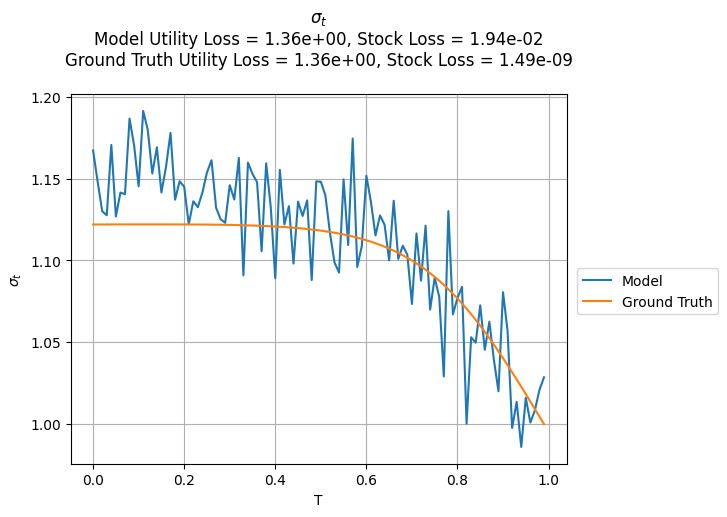 σt
Model Utility Loss = 1.36e+00, Stock Loss = 1.94e-02
Ground Truth Utility Loss = 1.36e+00, Stock Loss = 1.49e-09
1.20
1.15
1.10
1.05
1.00
σt
0.0 0.2 0.4 0.6 0.8 1.0
T
Model
Ground Truth